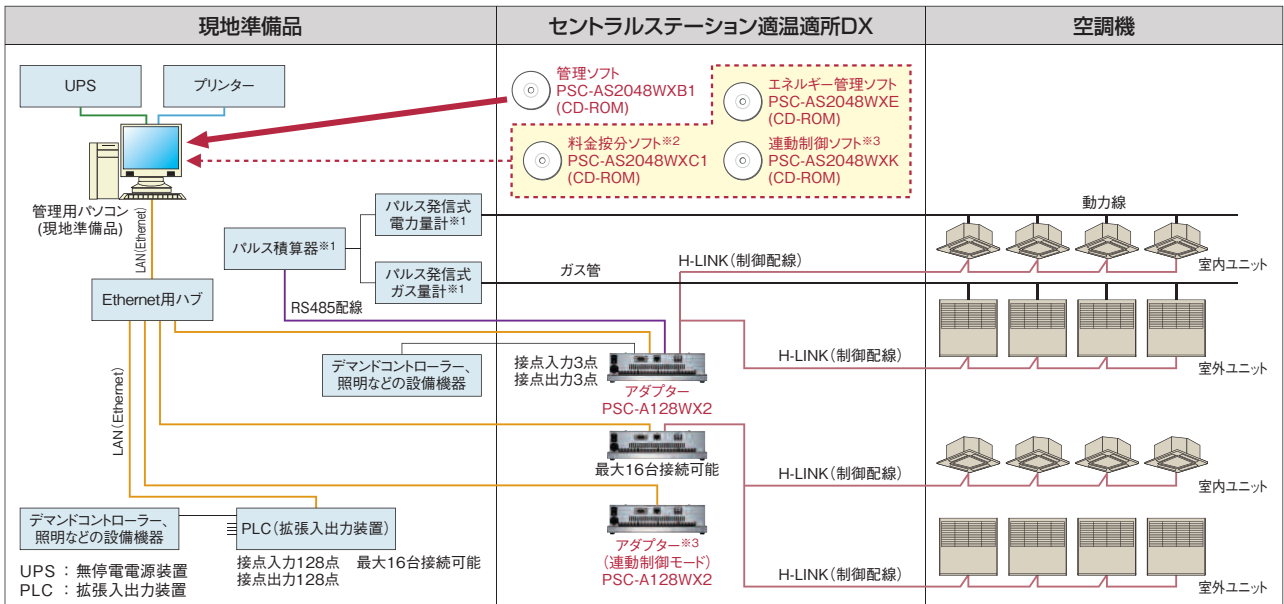 現地準備品
セントラルステーション適温適所DX
空調機
UPS
プリンター
管理ソフト
PSC-AS2048WXB1
(CD-ROM)
エネルギー管理ソフト
PSC-AS2048WXE
(CD-ROM)
料金按分ソフト※2
PSC-AS2048WXC1
(CD-ROM)
連動制御ソフト※3
PSC-AS2048WXK
(CD-ROM)
管理用パソコン
(現地準備品)
LAN(Ethernet)
パルス積算器※1
パルス発信式
電力量計※1
パルス発信式
ガス量計※1
動力線
ガス管
H-LINK(制御配線)
室内ユニット
Ethernet用ハブ
RS485配線
デマンドコントローラー、
照明などの設備機器
接点入力3点
接点出力3点
アダプター
PSC-A128WX2
H-LINK(制御配線)
室外ユニット
LAN(Ethernet)
最大16台接続可能
H-LINK(制御配線)
室内ユニット
デマンドコントローラー、
照明などの設備機器
PLC(拡張入出力装置)
接点入力128点
接点出力128点
最大16台接続可能
アダプター※3
(連動制御モード)
PSC-A128WX2
H-LINK(制御配線)
室外ユニット
UPS : 無停電電源装置
PLC : 拡張入出力装置